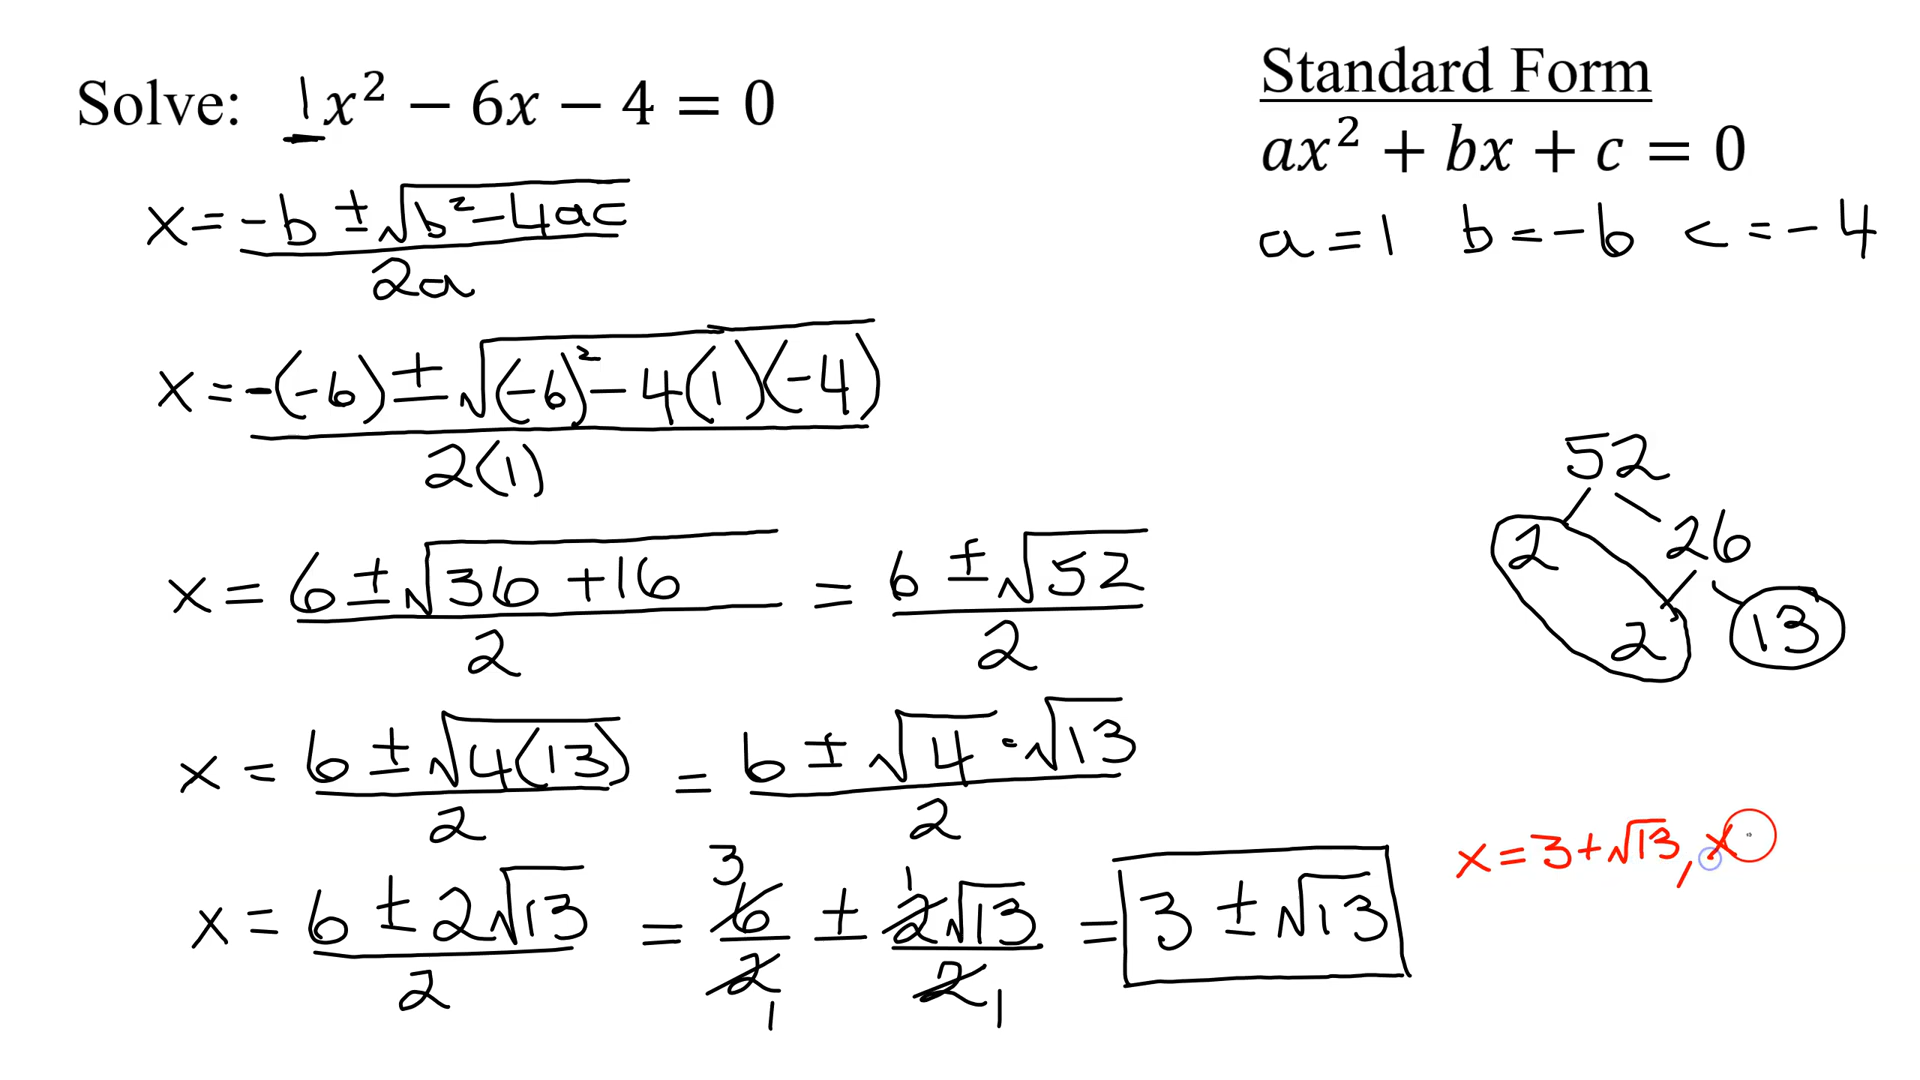 Solve: 1x² − 6x − 4 = 0
x = (-b ± √(b² - 4ac)) / 2a
x = (-(-6) ± √((-6)² - 4(1)(-4))) / 2(1)
x = (6 ± √(36 + 16)) / 2 = (6 ± √52) / 2
x = (6 ± √(4(13))) / 2 = (6 ± √4 · √13) / 2
x = (6 ± 2√13) / 2 = 3 6/2 1 ± 1 2√13/2 1 = 3 ± √13
Standard Form
ax² + bx + c = 0
a = 1 b = -6 c = -4
52
2 26
2 13
x = 3 + √13, x